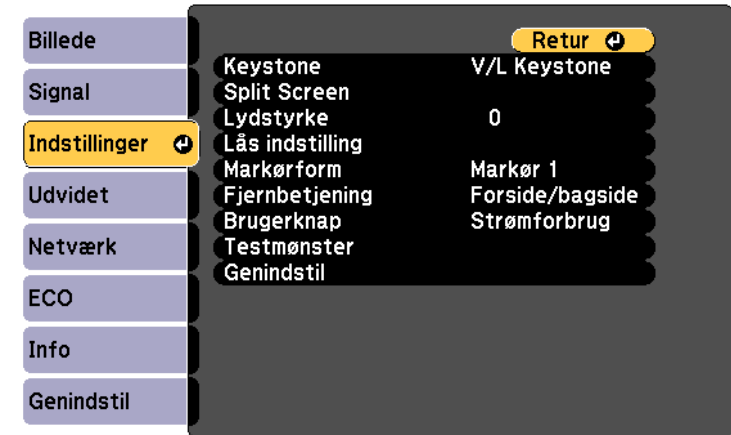 Billede
Signal
Indstillinger
Udvidet
Netværk
ECO
Info
Genindstil
Retur
Keystone V/L Keystone
Split Screen
Lydstyrke 0
Lås indstilling
Markørform Markør 1
Fjernbetjening Forside/bagside
Brugerknap Strømforbrug
Testmønster
Genindstil